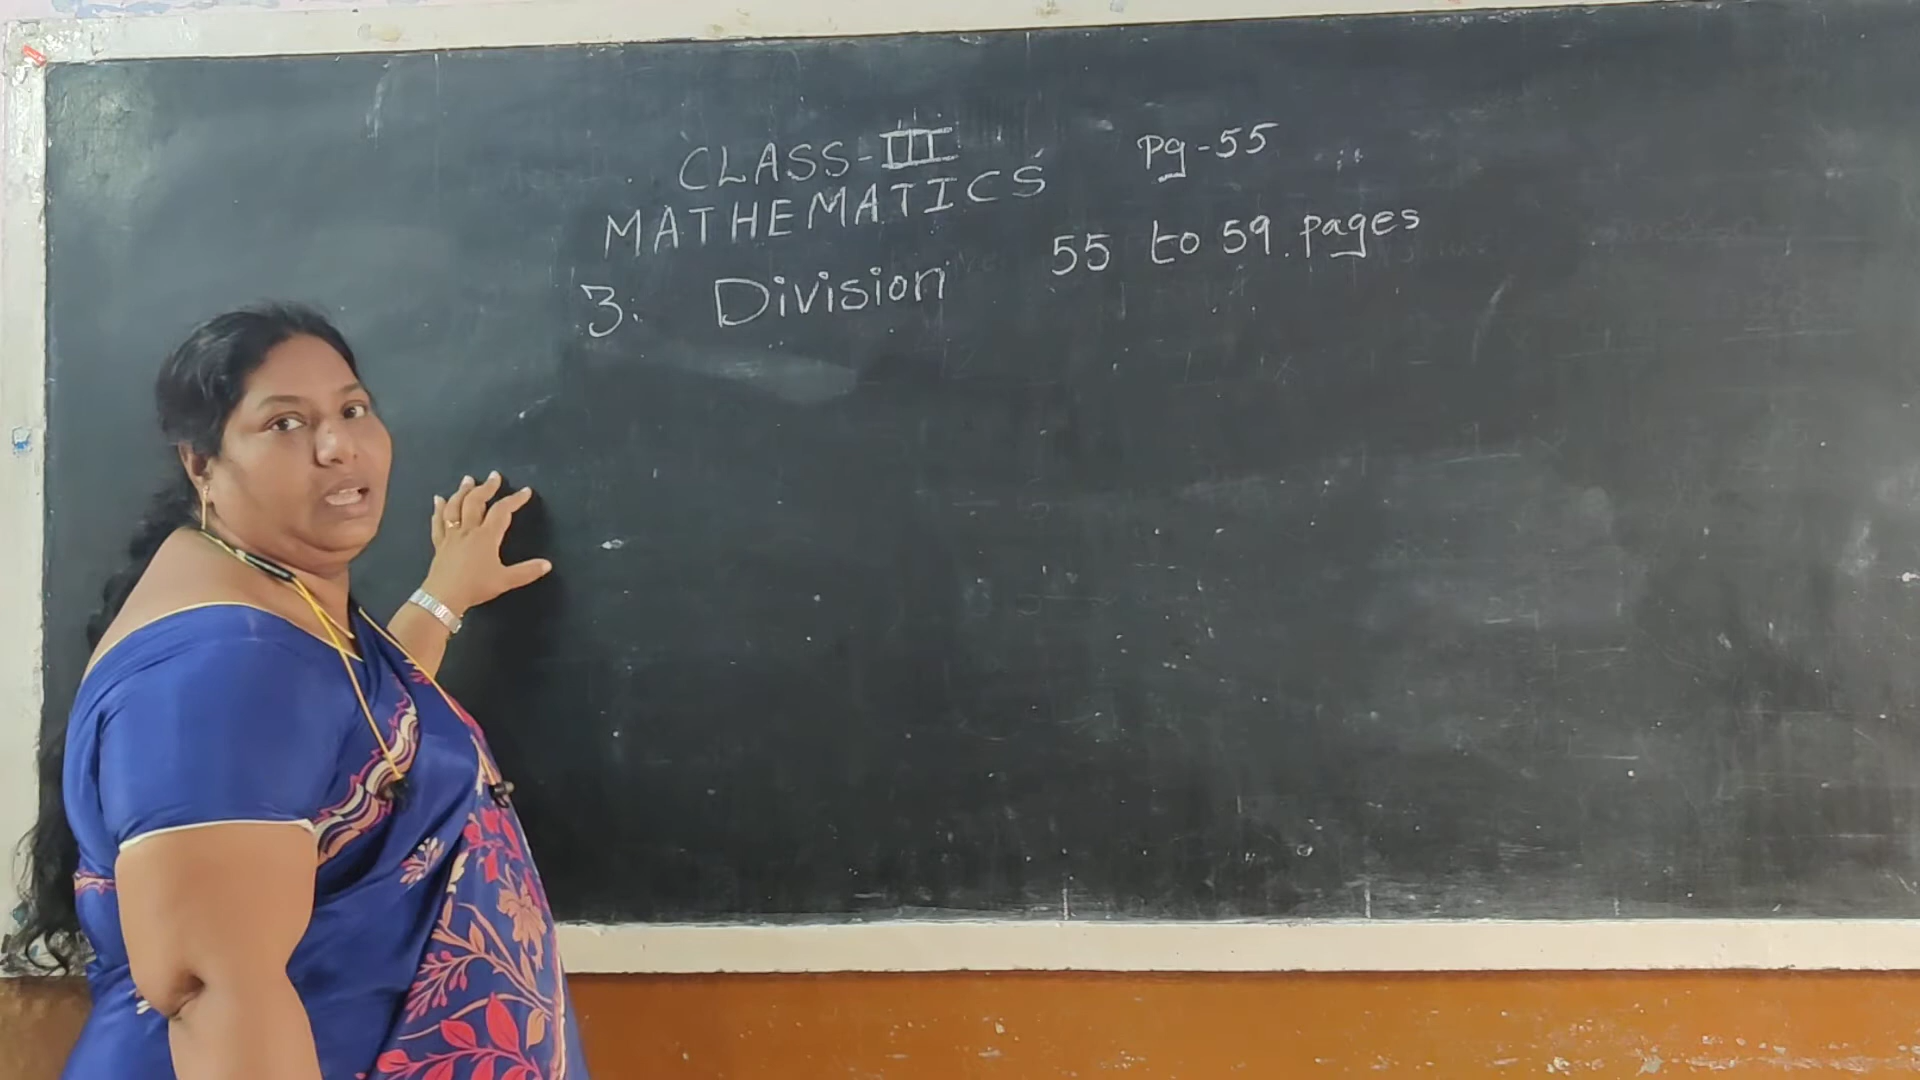 CLASS-III
MATHEMATICS
3. Division
pg-55
55 to 59 pages